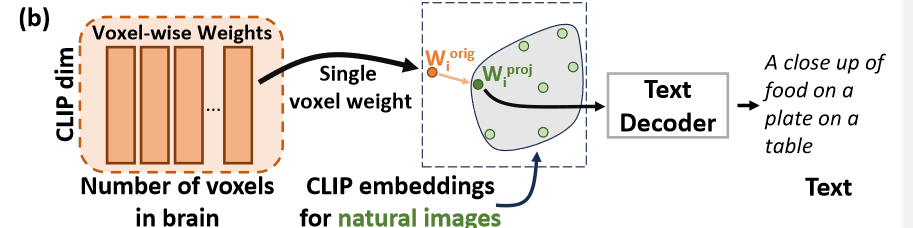 (b)
CLIP dim
Voxel-wise Weights
...
Number of voxels
in brain
Single
voxel weight
W_i^orig
W_i^proj
CLIP embeddings
for natural images
Text
Decoder
A close up of
food on a
plate on a
table
Text